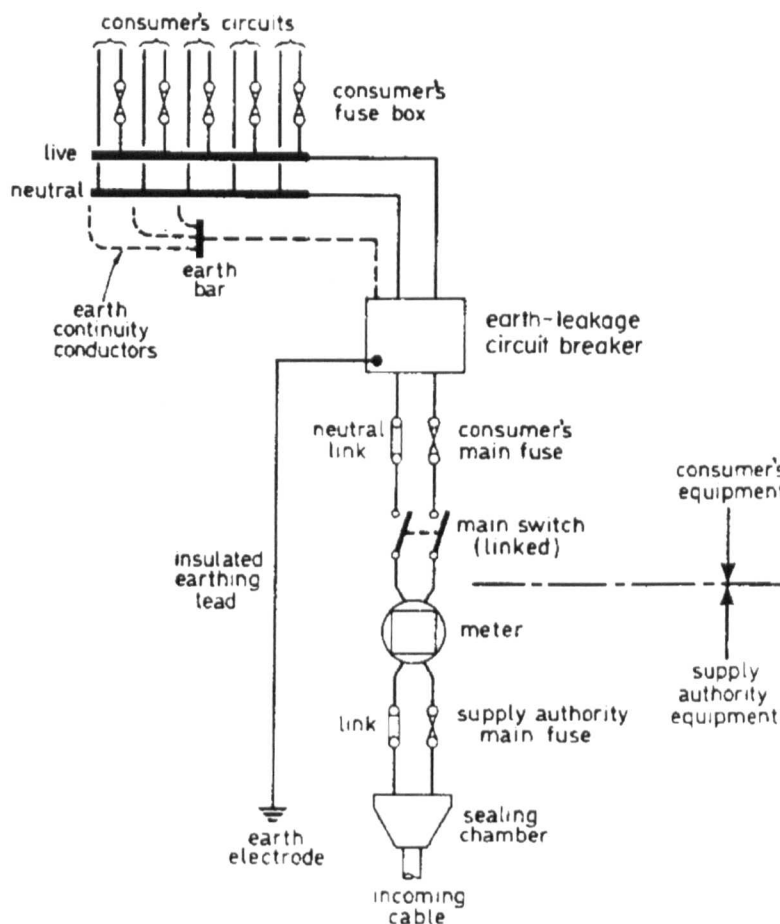 consumer's circuits
consumer's
fuse box
live
neutral
earth
bar
earth
continuity
conductors
earth-leakage
circuit breaker
neutral
link
consumer's
main fuse
consumer's
equipment
main switch
(linked)
insulated
earthing
lead
meter
supply
authority
equipment
link
supply authority
main fuse
sealing
chamber
earth
electrode
incoming
cable